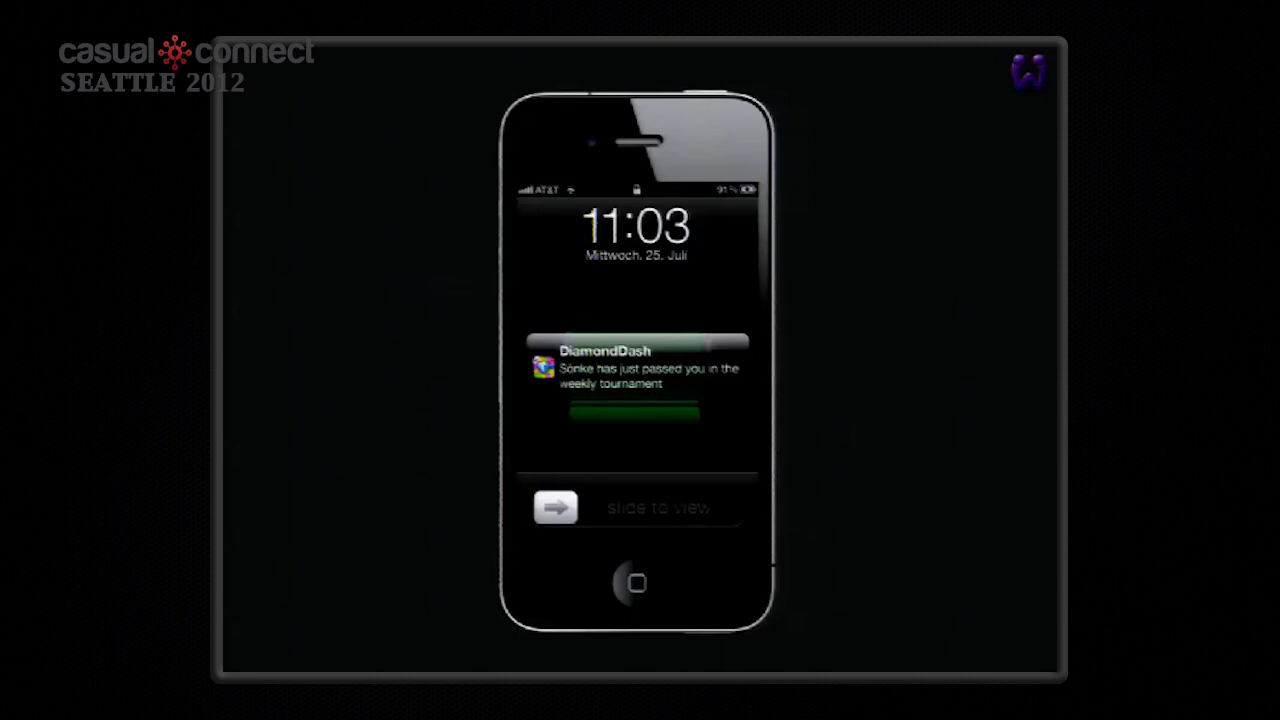 casual connect
SEATTLE 2012
AT&T
91%
11:03
Mittwoch, 25. Juli
DiamondDash
Sönke has just passed you in the
weekly tournament
slide to view